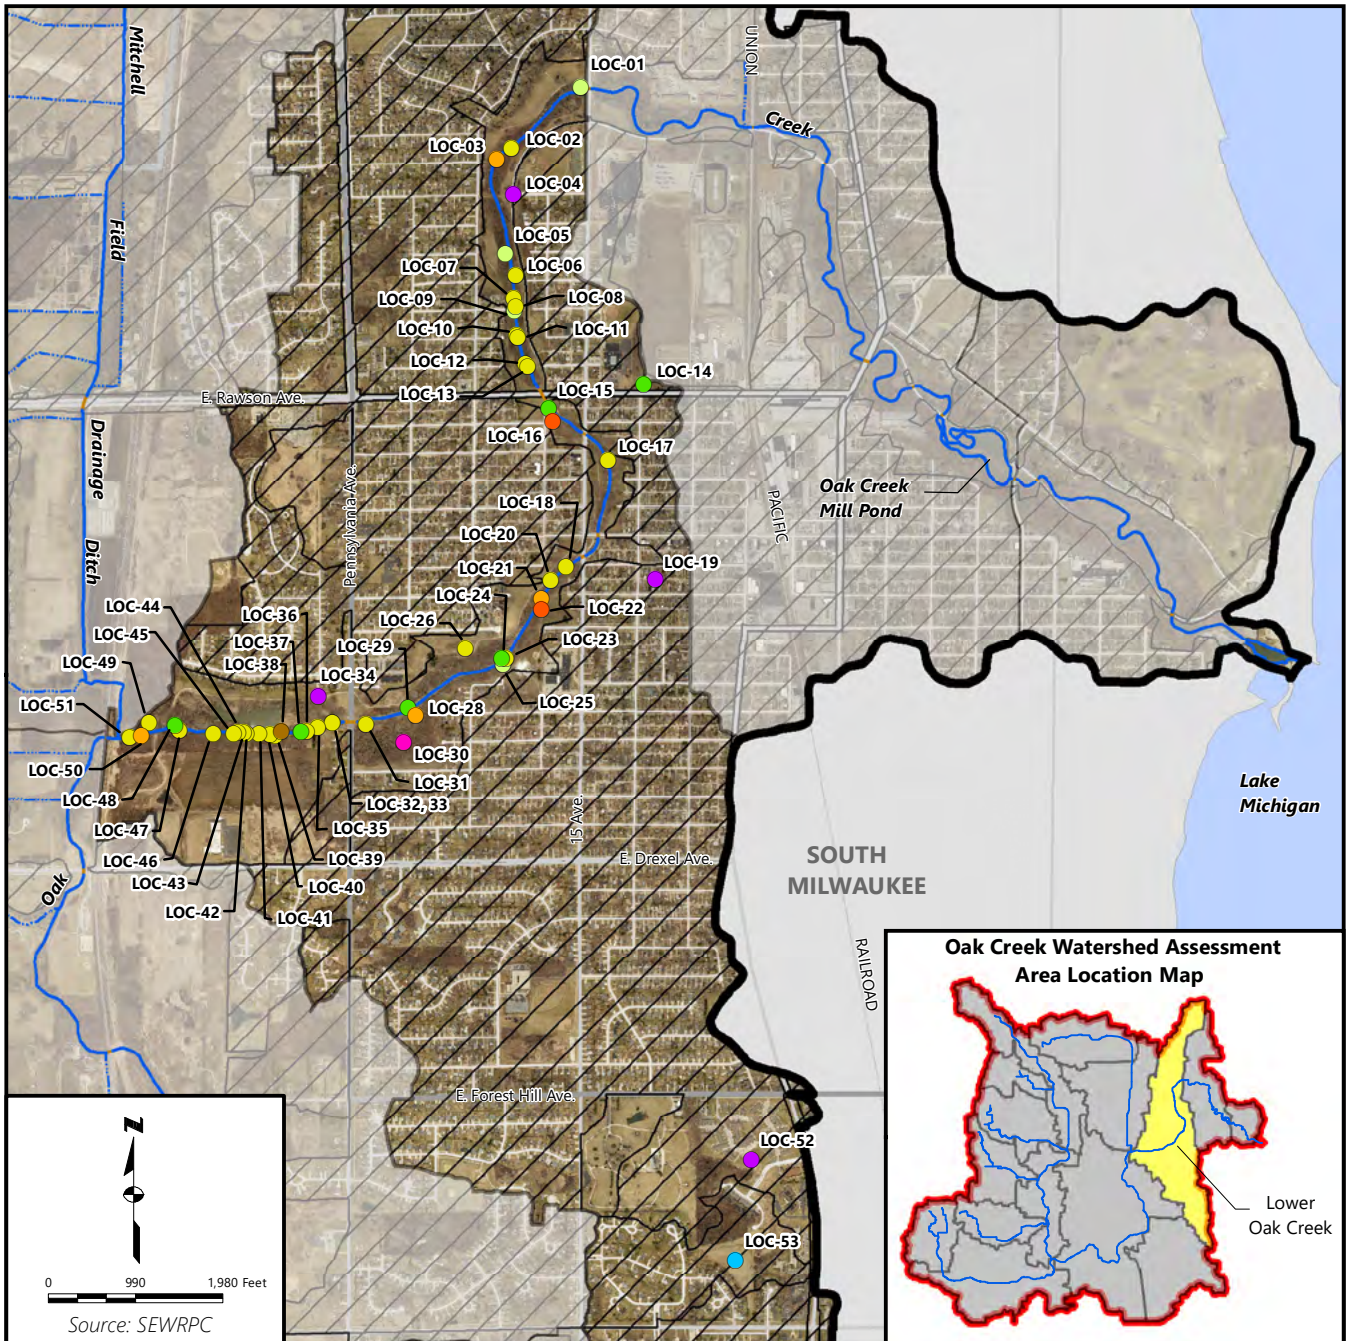 Mitchell
UNION
LOC-01
Creek
LOC-02
LOC-03
LOC-04
Field
LOC-05
LOC-06
LOC-07
LOC-08
LOC-09
LOC-10
LOC-11
LOC-12
LOC-13
LOC-14
E. Rawson Ave.
LOC-15
LOC-16
LOC-17
Drainage
Pennsylvania Ave.
PACIFIC
Oak Creek
Mill Pond
LOC-18
LOC-20
Ditch
LOC-21
LOC-19
LOC-24
LOC-22
LOC-44
LOC-36
LOC-26
LOC-45
LOC-37
LOC-29
LOC-23
LOC-49
LOC-38
LOC-34
LOC-51
LOC-25
LOC-28
LOC-30
LOC-50
LOC-31
LOC-48
LOC-32, 33
LOC-47
LOC-35
LOC-46
LOC-39
LOC-43
LOC-40
LOC-42
LOC-41
15 Ave.
E. Drexel Ave.
Lake
Michigan
SOUTH
MILWAUKEE
Oak
RAILROAD
E. Forest Hill Ave.
LOC-52
LOC-53
Oak Creek Watershed Assessment
Area Location Map
Lower
Oak Creek
Z
0 990 1,980 Feet
Source: SEWRPC